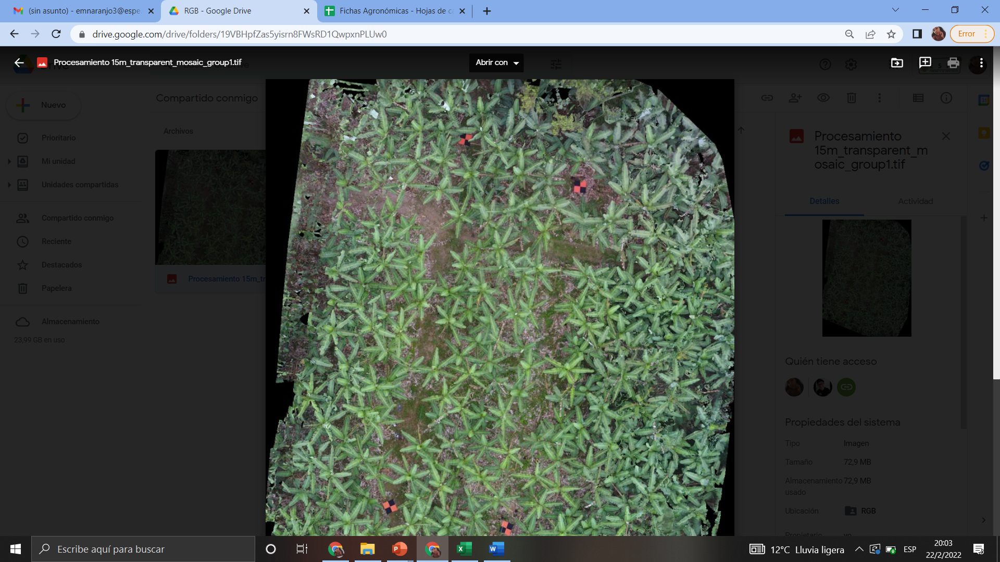 (sin asunto) - emnaranjo3@espe.
RGB - Google Drive
Fichas Agronómicas - Hojas de c
drive.google.com/drive/folders/19VBHpfZas5yisrn8FWsRD1QwpxnPLUw0
Error
Procesamiento 15m_transparent_mosaic_group1.tif
Abrir con
Nuevo
Compartido conmigo
Archivos
Prioritario
Mi unidad
Unidades compartidas
Compartido conmigo
Reciente
Destacados
Papelera
Almacenamiento
23,99 GB en uso
Procesamiento 15m_tr
Procesamiento
15m_transparent_m
osaic_group1.tif
Detalles
Actividad
Quién tiene acceso
Propiedades del sistema
Tipo Imagen
Tamaño 72,9 MB
Almacenamiento 72,9 MB
usado
Ubicación RGB
Propietario yo
Escribe aquí para buscar
12°C Lluvia ligera
ESP
20:03
22/2/2022